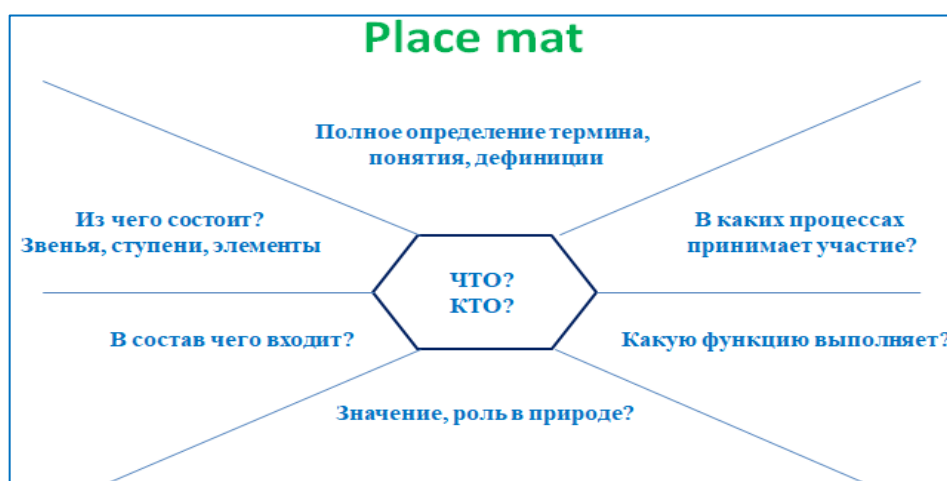 Place mat
Полное определение термина,
понятия, дефиниции
Из чего состоит?
Звенья, ступени, элементы
В каких процессах
принимает участие?
ЧТО?
КТО?
В состав чего входит?
Какую функцию выполняет?
Значение, роль в природе?